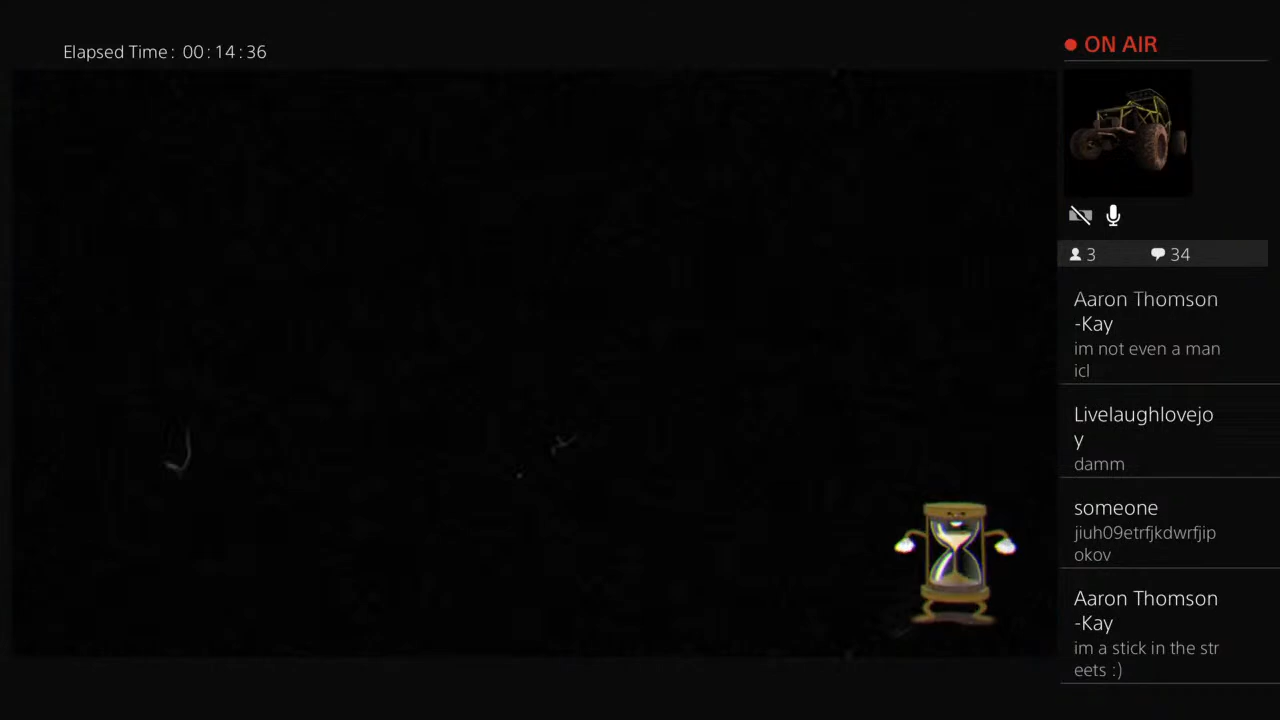 Elapsed Time: 00:14:36
ON AIR
3 34
Aaron Thomson
-Kay
im not even a man
icl
Livelaughlovejo
y
damm
someone
jiuh09etrfjkdwrfjip
okov
Aaron Thomson
-Kay
im a stick in the str
eets :)